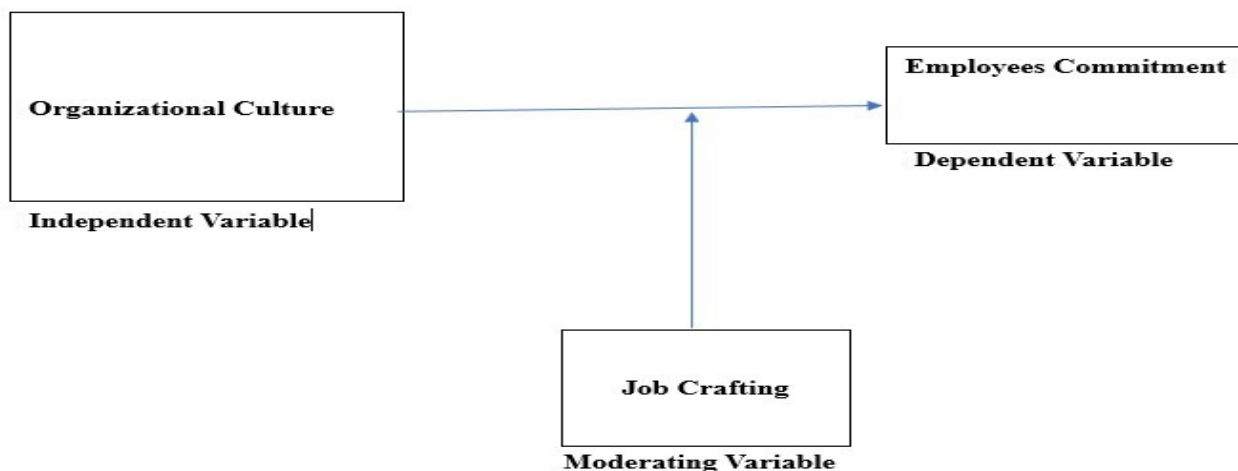 Organizational Culture
Independent Variable
Employees Commitment
Dependent Variable
Job Crafting
Moderating Variable